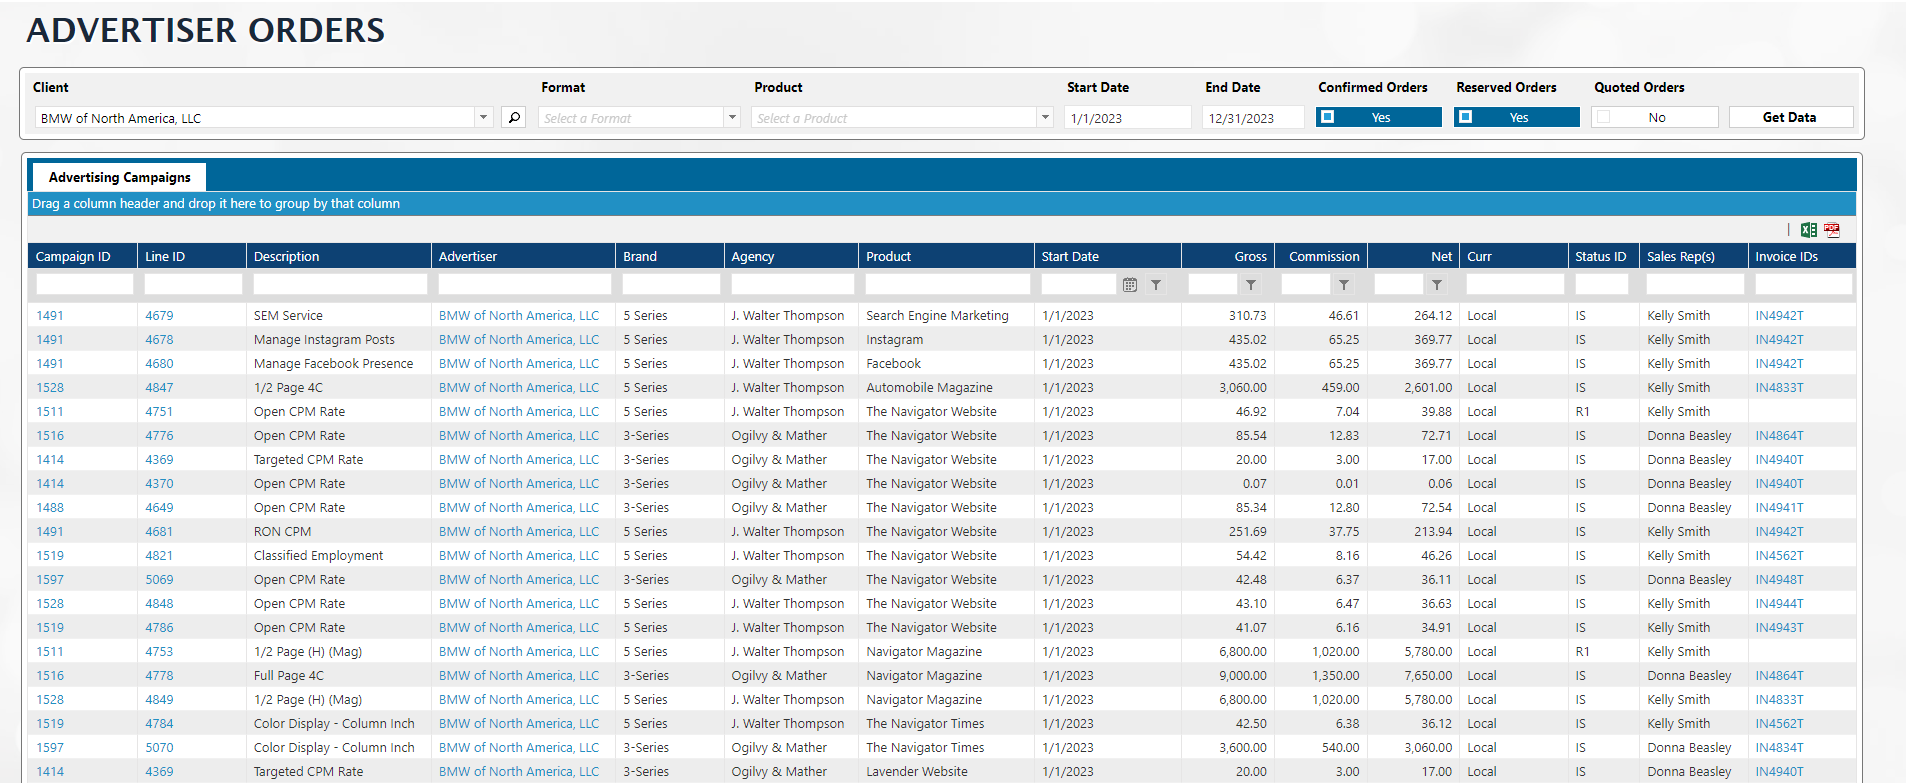 ADVERTISER ORDERS
Client Format Product Start Date End Date Confirmed Orders Reserved Orders Quoted Orders
BMW of North America, LLC Select a Format Select a Product 1/1/2023 12/31/2023 Yes Yes No Get Data
Advertising Campaigns
Drag a column header and drop it here to group by that column
PDF
Campaign ID Line ID Description Advertiser Brand Agency Product Start Date Gross Commission Net Curr Status ID Sales Rep(s) Invoice IDs
1491 4679 SEM Service BMW of North America, LLC 5 Series J. Walter Thompson Search Engine Marketing 1/1/2023 310.73 46.61 264.12 Local IS Kelly Smith IN4942T
1491 4678 Manage Instagram Posts BMW of North America, LLC 5 Series J. Walter Thompson Instagram 1/1/2023 435.02 65.25 369.77 Local IS Kelly Smith IN4942T
1491 4680 Manage Facebook Presence BMW of North America, LLC 5 Series J. Walter Thompson Facebook 1/1/2023 435.02 65.25 369.77 Local IS Kelly Smith IN4942T
1528 4847 1/2 Page 4C BMW of North America, LLC 5 Series J. Walter Thompson Automobile Magazine 1/1/2023 3,060.00 459.00 2,601.00 Local IS Kelly Smith IN4833T
1511 4751 Open CPM Rate BMW of North America, LLC 5 Series J. Walter Thompson The Navigator Website 1/1/2023 46.92 7.04 39.88 Local R1 Kelly Smith
1516 4776 Open CPM Rate BMW of North America, LLC 3-Series Ogilvy & Mather The Navigator Website 1/1/2023 85.54 12.83 72.71 Local IS Donna Beasley IN4864T
1414 4369 Targeted CPM Rate BMW of North America, LLC 3-Series Ogilvy & Mather The Navigator Website 1/1/2023 20.00 3.00 17.00 Local IS Donna Beasley IN4940T
1414 4370 Open CPM Rate BMW of North America, LLC 3-Series Ogilvy & Mather The Navigator Website 1/1/2023 0.07 0.01 0.06 Local IS Donna Beasley IN4940T
1488 4649 Open CPM Rate BMW of North America, LLC 3-Series Ogilvy & Mather The Navigator Website 1/1/2023 85.34 12.80 72.54 Local IS Donna Beasley IN4941T
1491 4681 RON CPM BMW of North America, LLC 5 Series J. Walter Thompson The Navigator Website 1/1/2023 251.69 37.75 213.94 Local IS Kelly Smith IN4942T
1519 4821 Classified Employment BMW of North America, LLC 5 Series J. Walter Thompson The Navigator Website 1/1/2023 54.42 8.16 46.26 Local IS Kelly Smith IN4562T
1597 5069 Open CPM Rate BMW of North America, LLC 3-Series Ogilvy & Mather The Navigator Website 1/1/2023 42.48 6.37 36.11 Local IS Donna Beasley IN4948T
1528 4848 Open CPM Rate BMW of North America, LLC 5 Series J. Walter Thompson The Navigator Website 1/1/2023 43.10 6.47 36.63 Local IS Kelly Smith IN4944T
1519 4786 Open CPM Rate BMW of North America, LLC 5 Series J. Walter Thompson The Navigator Website 1/1/2023 41.07 6.16 34.91 Local IS Kelly Smith IN4943T
1511 4753 1/2 Page (H) (Mag) BMW of North America, LLC 5 Series J. Walter Thompson Navigator Magazine 1/1/2023 6,800.00 1,020.00 5,780.00 Local R1 Kelly Smith
1516 4778 Full Page 4C BMW of North America, LLC 3-Series Ogilvy & Mather Navigator Magazine 1/1/2023 9,000.00 1,350.00 7,650.00 Local IS Donna Beasley IN4864T
1528 4849 1/2 Page (H) (Mag) BMW of North America, LLC 5 Series J. Walter Thompson Navigator Magazine 1/1/2023 6,800.00 1,020.00 5,780.00 Local IS Kelly Smith IN4833T
1519 4784 Color Display - Column Inch BMW of North America, LLC 5 Series J. Walter Thompson The Navigator Times 1/1/2023 42.50 6.38 36.12 Local IS Kelly Smith IN4562T
1597 5070 Color Display - Column Inch BMW of North America, LLC 3-Series Ogilvy & Mather The Navigator Times 1/1/2023 3,600.00 540.00 3,060.00 Local IS Donna Beasley IN4834T
1414 4369 Targeted CPM Rate BMW of North America, LLC 3-Series Ogilvy & Mather Lavender Website 1/1/2023 20.00 3.00 17.00 Local IS Donna Beasley IN4940T